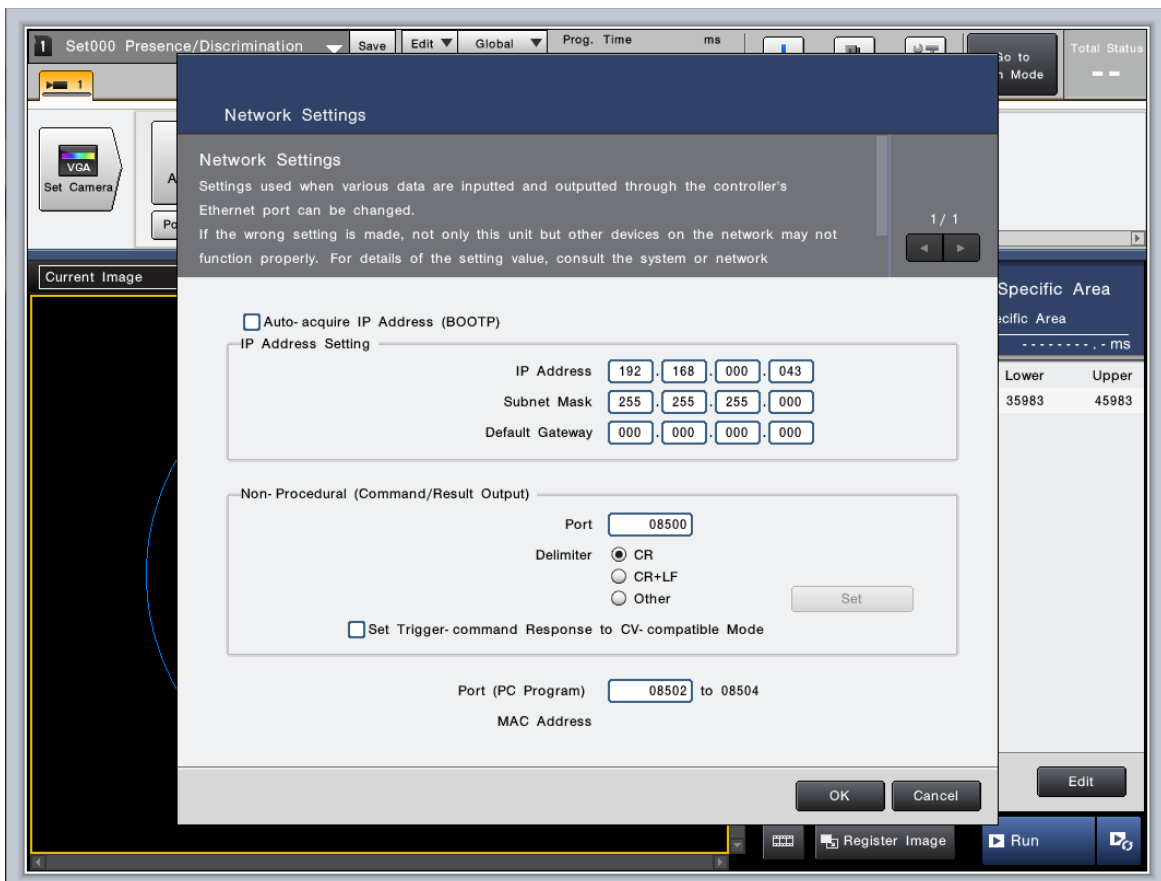 1 Set000 Presence/Discrimination
Save
Edit
Global
Prog. Time ms
Go to
Mode
Total Status
--
1
VGA
Set Camera
Network Settings
Network Settings
Settings used when various data are inputted and outputted through the controller's
Ethernet port can be changed.
If the wrong setting is made, not only this unit but other devices on the network may not
function properly. For details of the setting value, consult the system or network
1/ 1
Current Image
Specific Area
Area
--------.- ms
Lower Upper
35983 45983
Auto-acquire IP Address (BOOTP)
IP Address Setting
IP Address 192 . 168 . 000 . 043
Subnet Mask 255 . 255 . 255 . 000
Default Gateway 000 . 000 . 000 . 000
Non-Procedural (Command/Result Output)
Port 08500
Delimiter CR
CR+LF
Other
Set
Set Trigger-command Response to CV-compatible Mode
Port (PC Program) 08502 to 08504
MAC Address
OK
Cancel
Edit
Register Image
Run